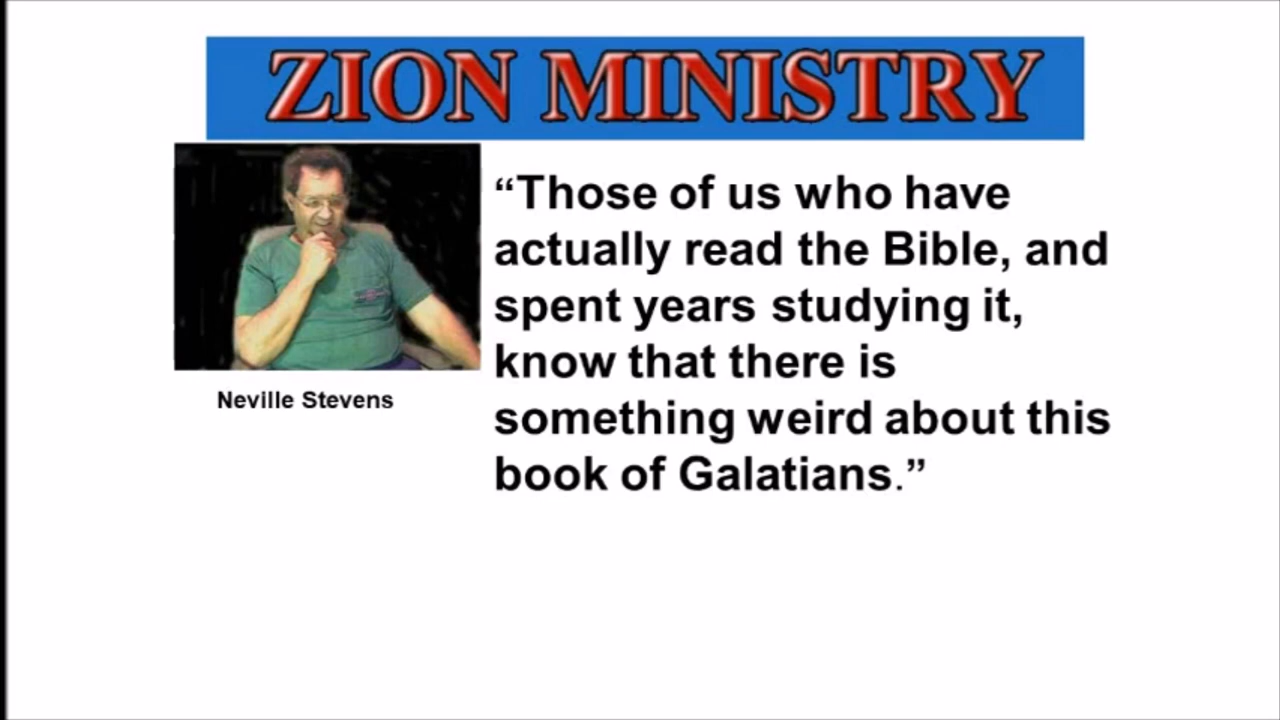 ZION MINISTRY
“Those of us who have
actually read the Bible, and
spent years studying it,
know that there is
something weird about this
book of Galatians.”
Neville Stevens